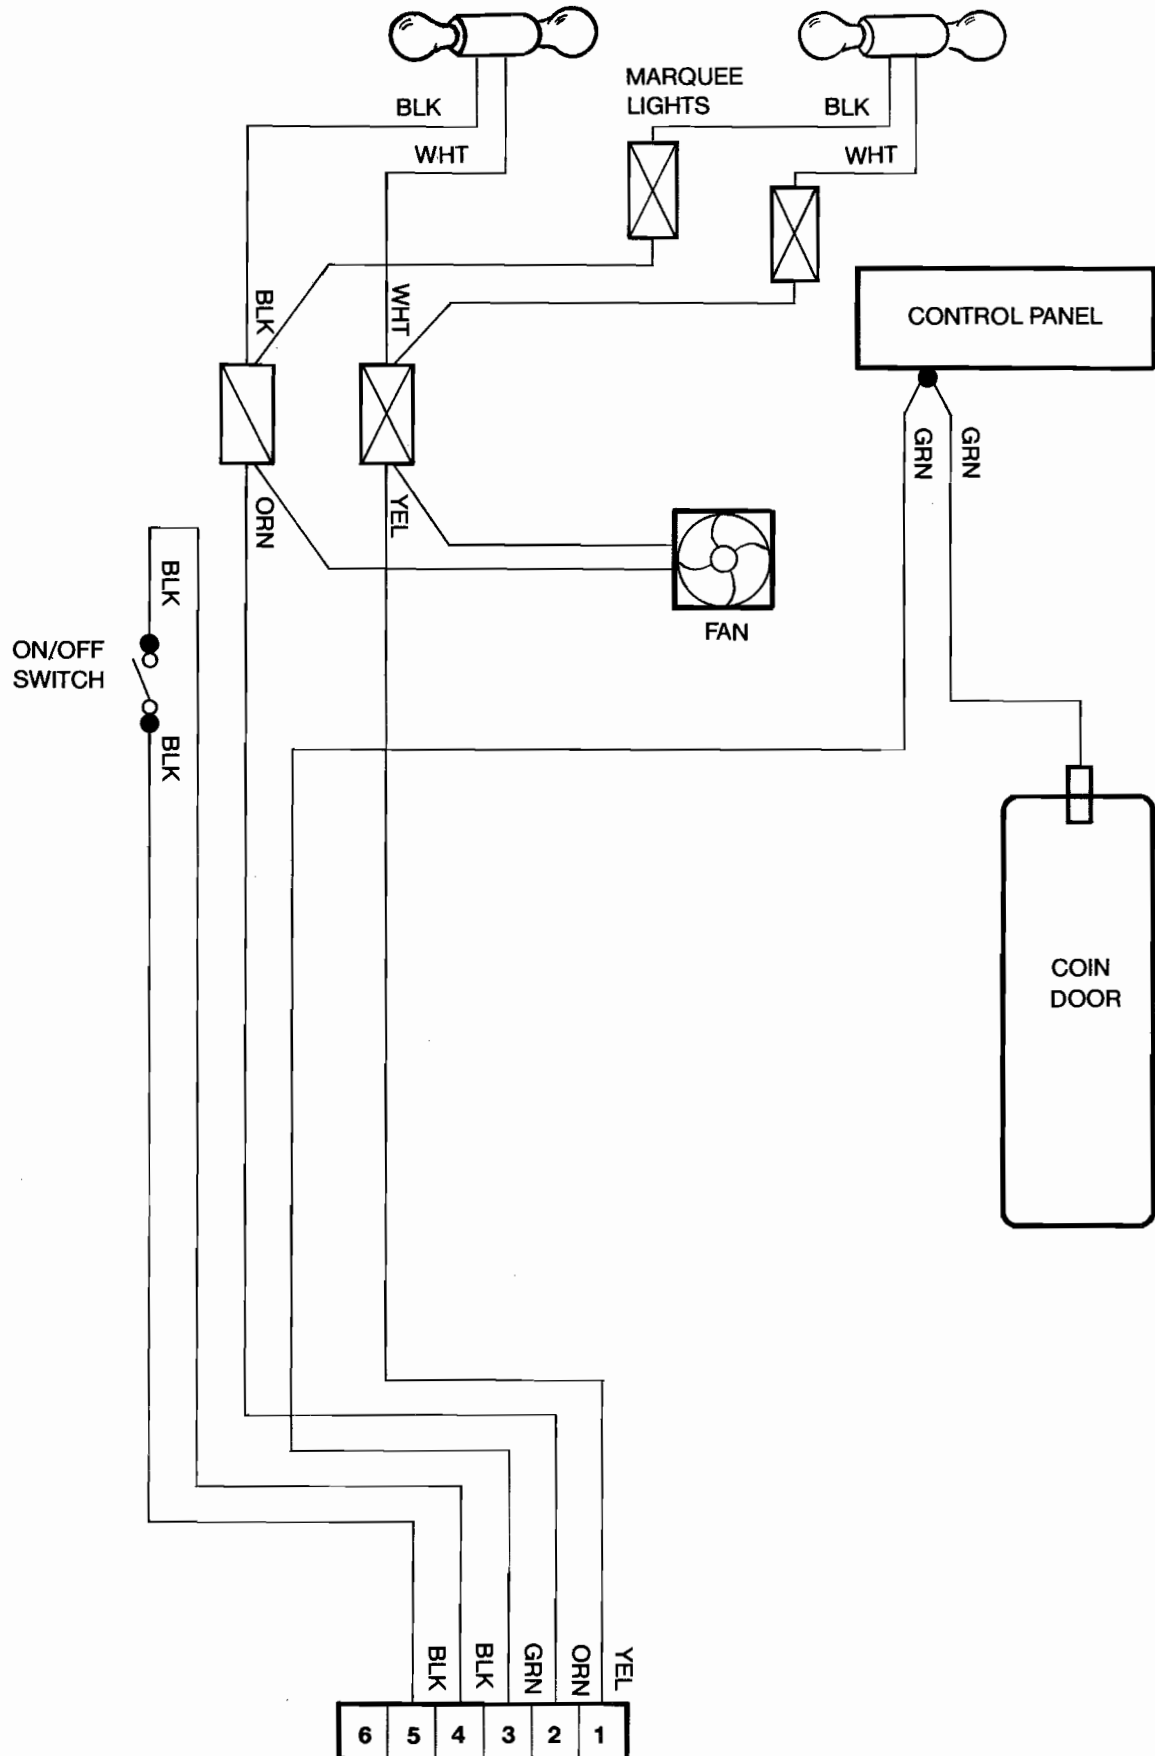 MARQUEE
LIGHTS
BLK
BLK
WHT
WHT
BLK
WHT
CONTROL PANEL
GRN
GRN
ORN
YEL
BLK
FAN
ON/OFF
SWITCH
BLK
COIN
DOOR
BLK
BLK
GRN
ORN
YEL
6 5 4 3 2 1